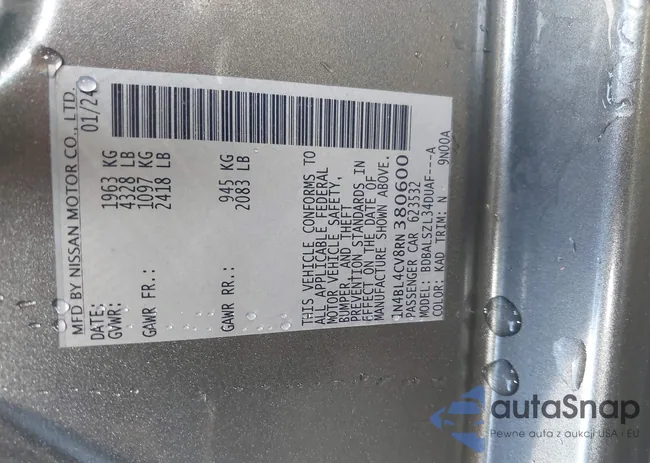 MFD BY NISSAN MOTOR CO., LTD.
DATE: 01/24
GVWR: 1963 KG
4328 LB
GAWR FR.: 1097 KG
2418 LB
GAWR RR.: 945 KG
2083 LB
THIS VEHICLE CONFORMS TO
ALL APPLICABLE FEDERAL
MOTOR VEHICLE SAFETY,
BUMPER, AND THEFT
PREVENTION STANDARDS IN
EFFECT ON THE DATE OF
MANUFACTURE SHOWN ABOVE.
1N4BL4CV8RN380600
PASSENGER CAR 623532
MODEL: BDBALSZL34DUAF---A
COLOR: KAD TRIM: N 9N00A
autoSnap
Pewne auta z aukcji USA i EU